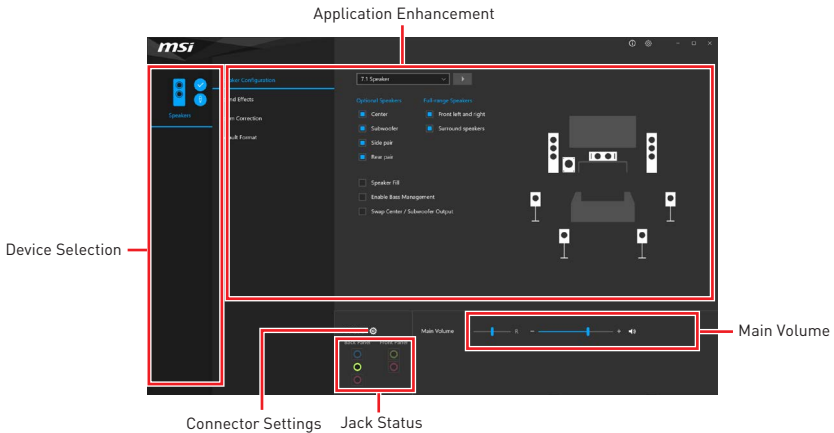 Application Enhancement
msi
Speakers
ker Configuration
nd Effects
m Correction
ault Format
7.1 Speaker
Optional Speakers
Full-range Speakers
Center
Front left and right
Subwoofer
Surround speakers
Side pair
Rear pair
Speaker Fill
Enable Bass Management
Swap Center / Subwoofer Output
Device Selection
Main Volume
R
Main Volume
Back Panel
Front Panel
Connector Settings
Jack Status